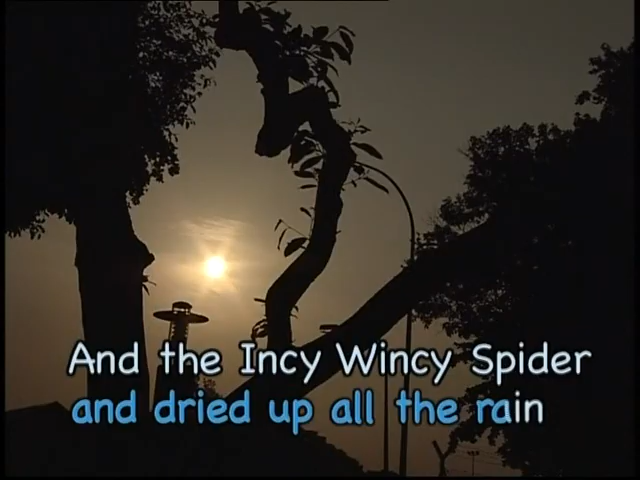 And the Incy Wincy Spider
and dried up all the rain